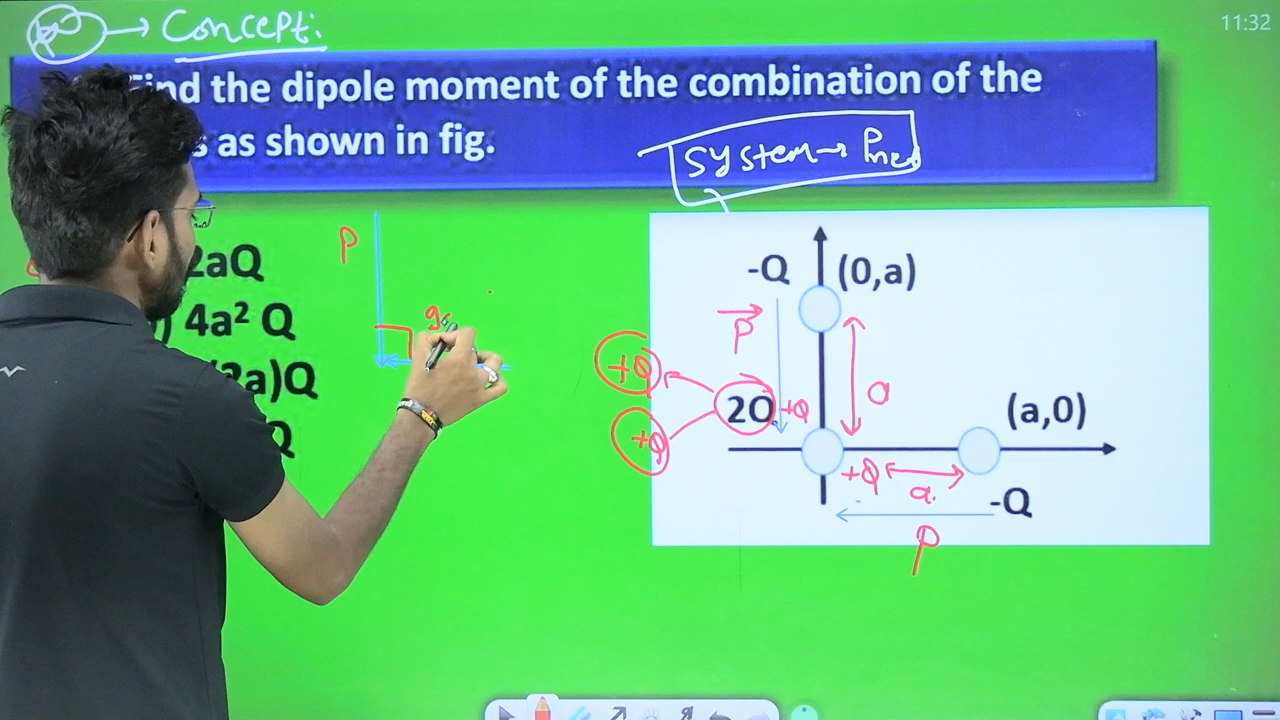 Concept:
11:32
Find the dipole moment of the combination of the
as shown in fig.
System → Pnet
2aQ
4a² Q
2a)Q
Q
P
-Q (0,a)
P
a
+Q
+Q
2Q +Q
(a,0)
+Q a
-Q
P